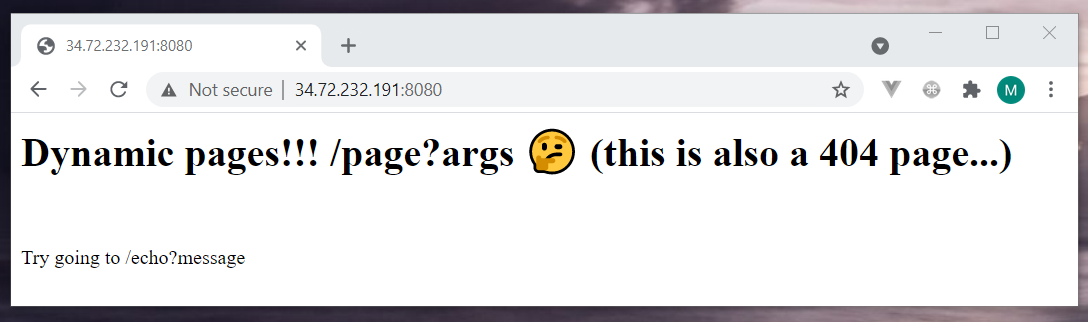 34.72.232.191:8080
Not secure | 34.72.232.191:8080
M
Dynamic pages!!! /page?args 🤔 (this is also a 404 page...)
Try going to /echo?message